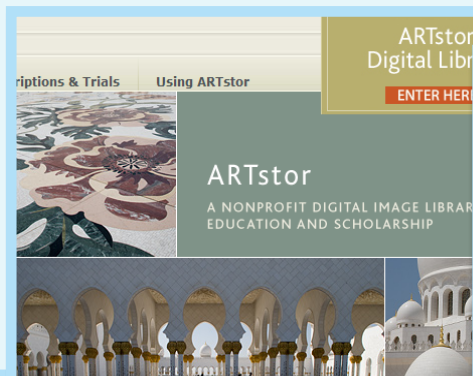 ARTstor
Digital Libr
ENTER HER
riptions & Trials
Using ARTstor
ARTstor
A NONPROFIT DIGITAL IMAGE LIBRAR
EDUCATION AND SCHOLARSHIP